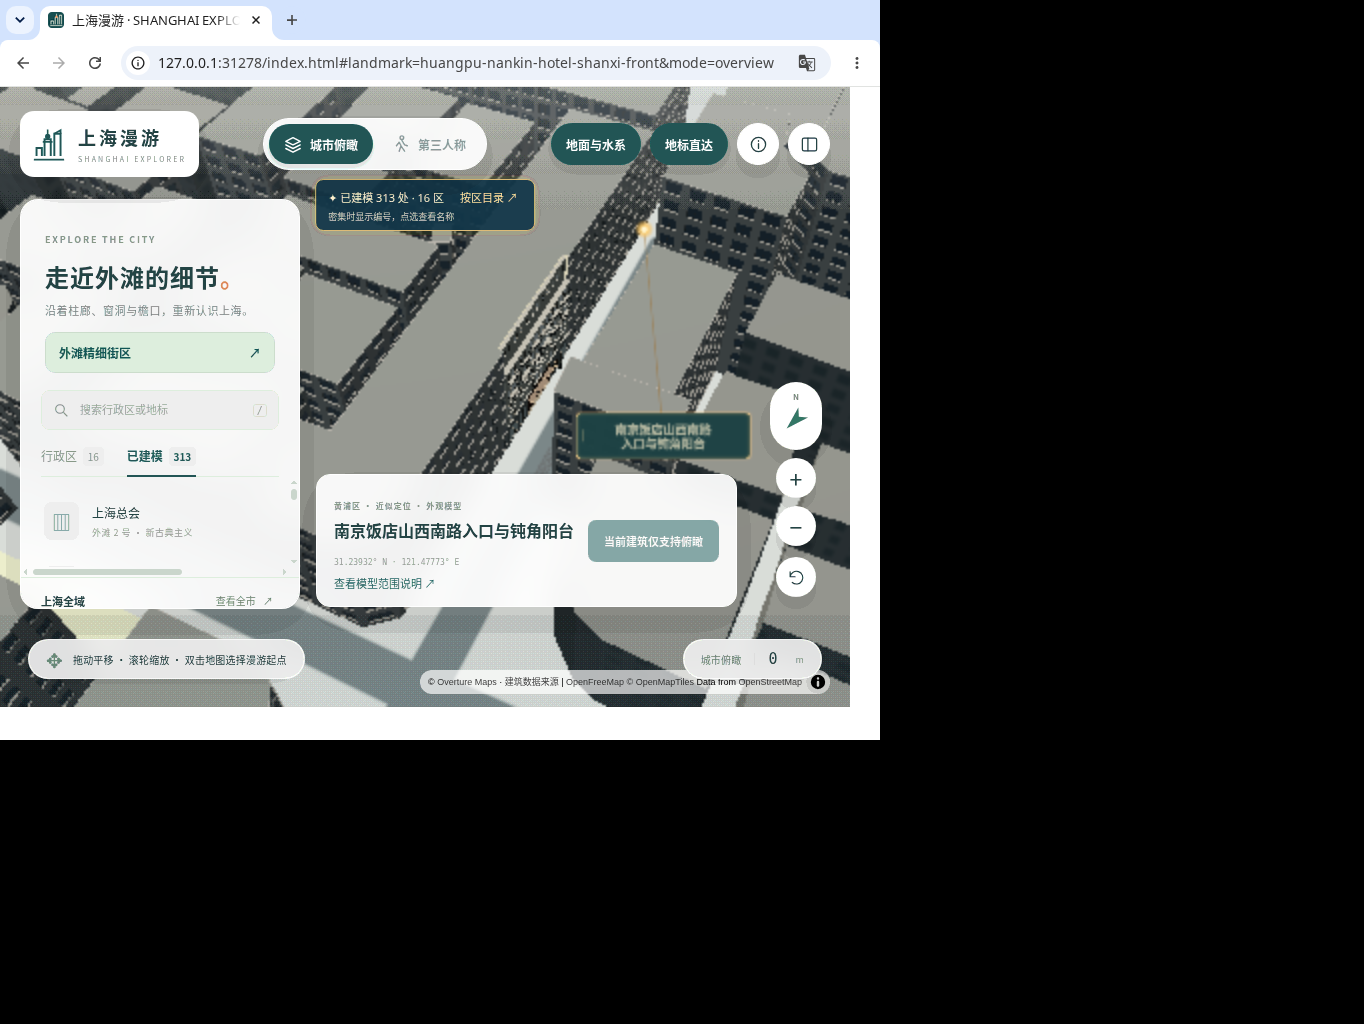 上海漫游 · SHANGHAI EXPLO
127.0.0.1:31278/index.html#landmark=huangpu-nankin-hotel-shanxi-front&mode=overview
上海漫游
SHANGHAI EXPLORER
城市俯瞰
第三人称
地面与水系
地标直达
✦ 已建模 313 处 · 16 区 按区目录 ↗
密集时显示编号，点选查看名称
EXPLORE THE CITY
走近外滩的细节。
沿着柱廊、窗洞与檐口，重新认识上海。
外滩精细街区 ↗
搜索行政区或地标 /
行政区 16 已建模 313
上海总会
外滩 2 号 · 新古典主义
上海全域 查看全市 ↗
N
南京饭店山西南路
入口与钝角阳台
黄浦区 · 近似定位 · 外观模型
南京饭店山西南路入口与钝角阳台
当前建筑仅支持俯瞰
31.23932° N · 121.47773° E
查看模型范围说明 ↗
拖动平移 · 滚轮缩放 · 双击地图选择漫游起点
城市俯瞰 0 m
© Overture Maps · 建筑数据来源 | OpenFreeMap © OpenMapTiles Data from OpenStreetMap